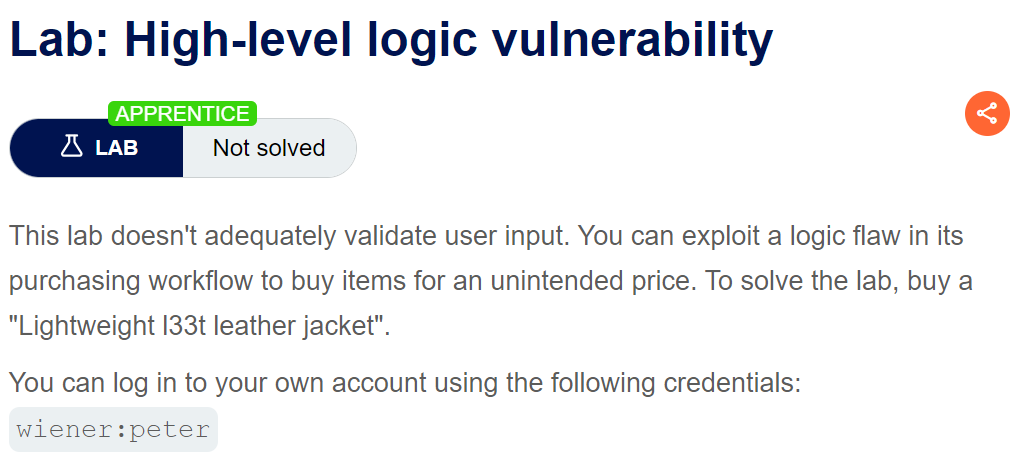 Lab: High-level logic vulnerability
APPRENTICE
LAB
Not solved
This lab doesn't adequately validate user input. You can exploit a logic flaw in its
purchasing workflow to buy items for an unintended price. To solve the lab, buy a
"Lightweight l33t leather jacket".
You can log in to your own account using the following credentials:
wiener:peter